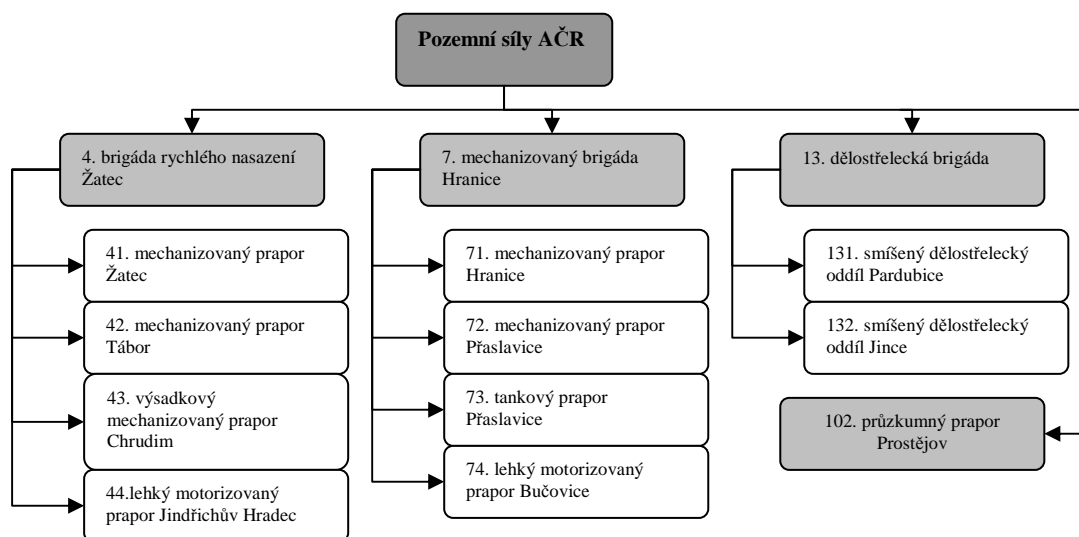 Pozemní síly AČR
4. brigáda rychlého nasazení
Žatec
41. mechanizovaný prapor
Žatec
42. mechanizovaný prapor
Tábor
43. výsadkový
mechanizovaný prapor
Chrudim
44.lehký motorizovaný
prapor Jindřichův Hradec
7. mechanizovaný brigáda
Hranice
71. mechanizovaný prapor
Hranice
72. mechanizovaný prapor
Přaslavice
73. tankový prapor
Přaslavice
74. lehký motorizovaný
prapor Bučovice
13. dělostřelecká brigáda
131. smíšený dělostřelecký
oddíl Pardubice
132. smíšený dělostřelecký
oddíl Jince
102. průzkumný prapor
Prostějov